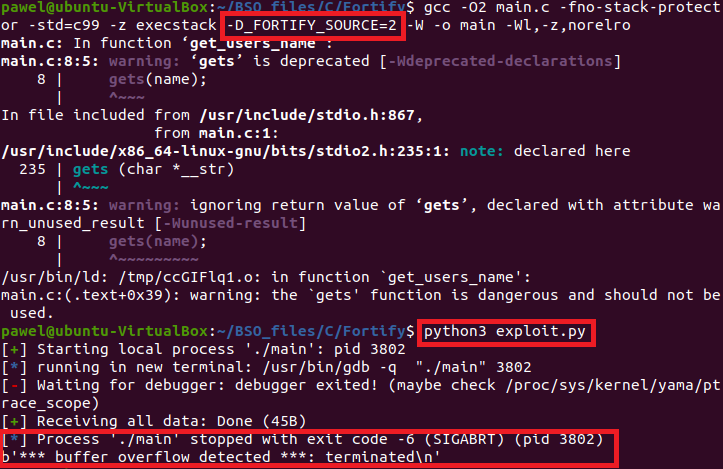 pawel@ubuntu-VirtualBox:~/BSO_files/C/Fortify$ gcc -O2 main.c -fno-stack-protect
or -std=c99 -z execstack -D_FORTIFY_SOURCE=2 -W -o main -Wl,-z,norelro
main.c: In function ‘get_users_name’:
main.c:8:5: warning: ‘gets’ is deprecated [-Wdeprecated-declarations]
    8 |     gets(name);
      |     ^~~~
In file included from /usr/include/stdio.h:867,
                 from main.c:1:
/usr/include/x86_64-linux-gnu/bits/stdio2.h:235:1: note: declared here
  235 | gets (char *__str)
      | ^~~~
main.c:8:5: warning: ignoring return value of ‘gets’, declared with attribute wa
rn_unused_result [-Wunused-result]
    8 |     gets(name);
      |     ^~~~~~~~~~
/usr/bin/ld: /tmp/ccGIFlq1.o: in function `get_users_name':
main.c:(.text+0x39): warning: the `gets' function is dangerous and should not be
 used.
pawel@ubuntu-VirtualBox:~/BSO_files/C/Fortify$ python3 exploit.py
[+] Starting local process './main': pid 3802
[*] running in new terminal: /usr/bin/gdb -q  "./main" 3802
[-] Waiting for debugger: debugger exited! (maybe check /proc/sys/kernel/yama/pt
race_scope)
[+] Receiving all data: Done (45B)
[*] Process './main' stopped with exit code -6 (SIGABRT) (pid 3802)
b'*** buffer overflow detected ***: terminated\n'